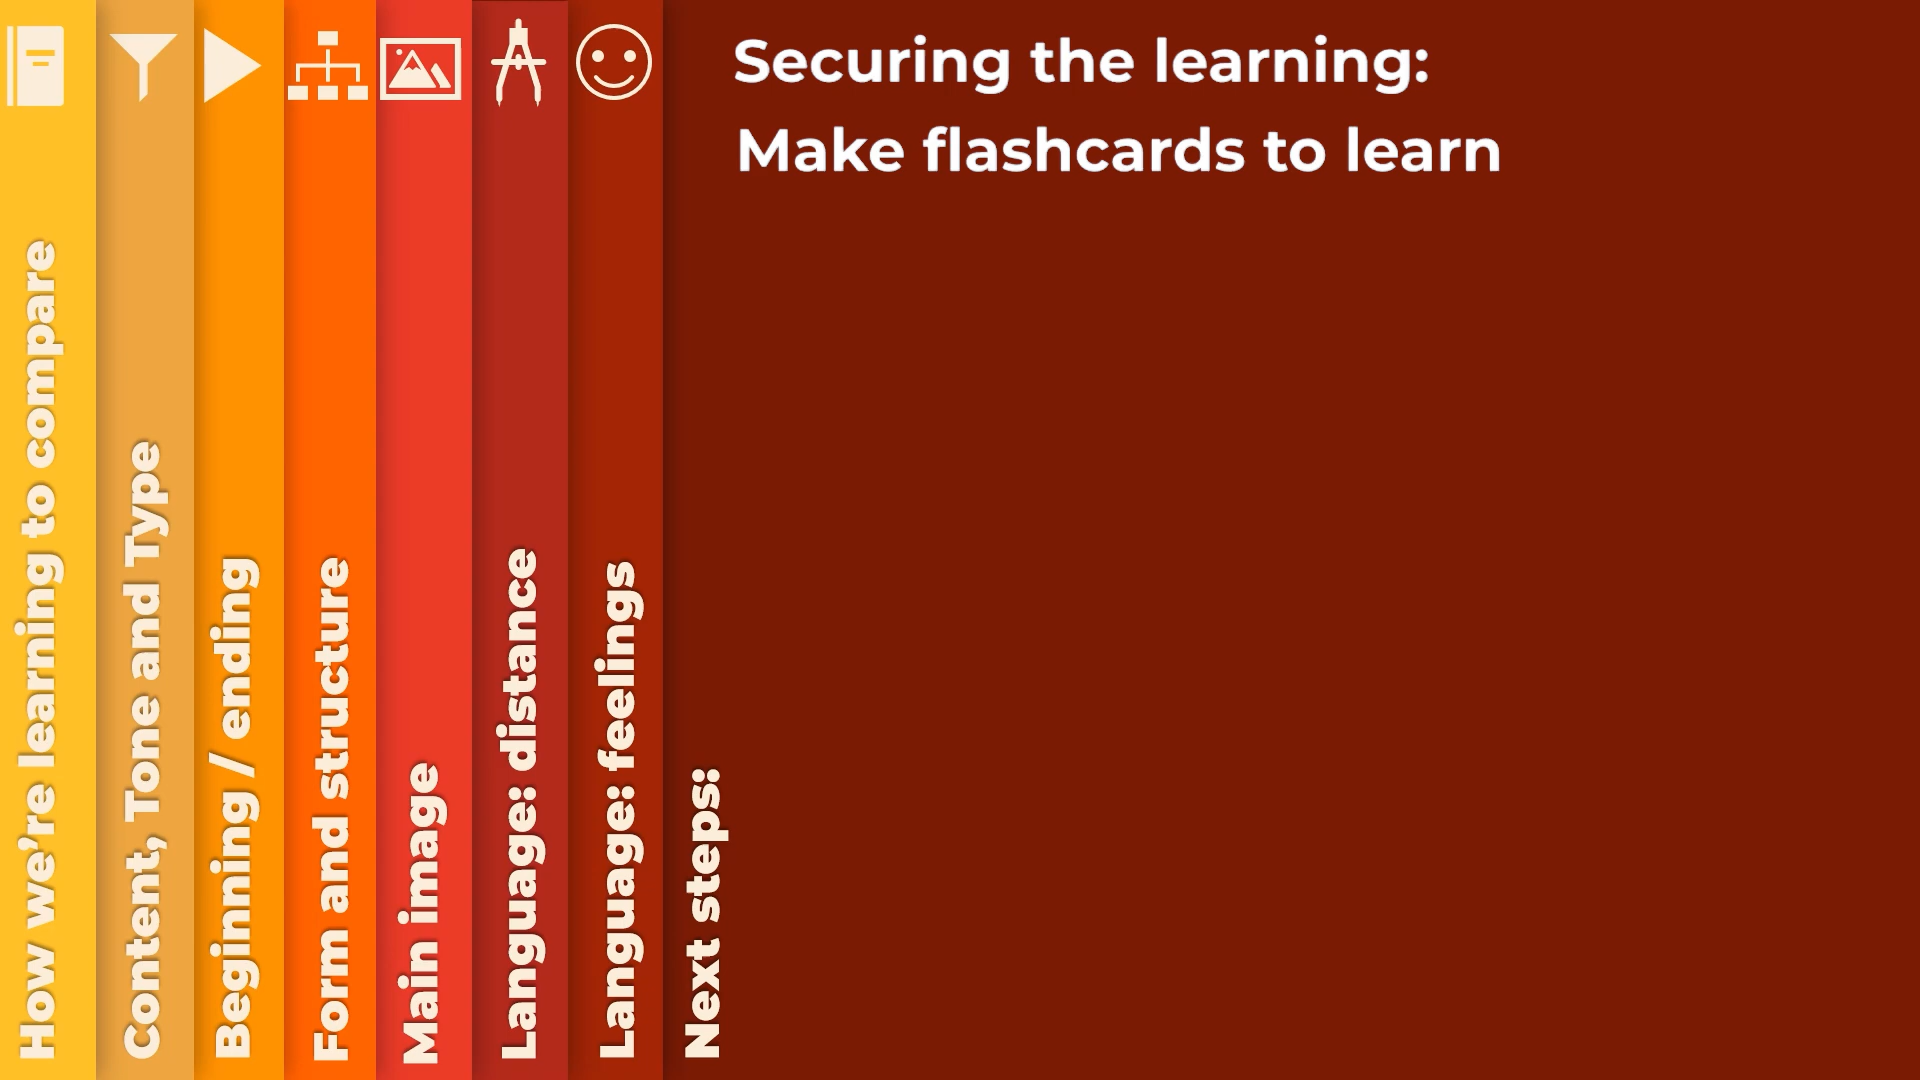 How we're learning to compare
Content, Tone and Type
Beginning / ending
Form and structure
Main image
Language: distance
Language: feelings
Next steps:
Securing the learning:
Make flashcards to learn